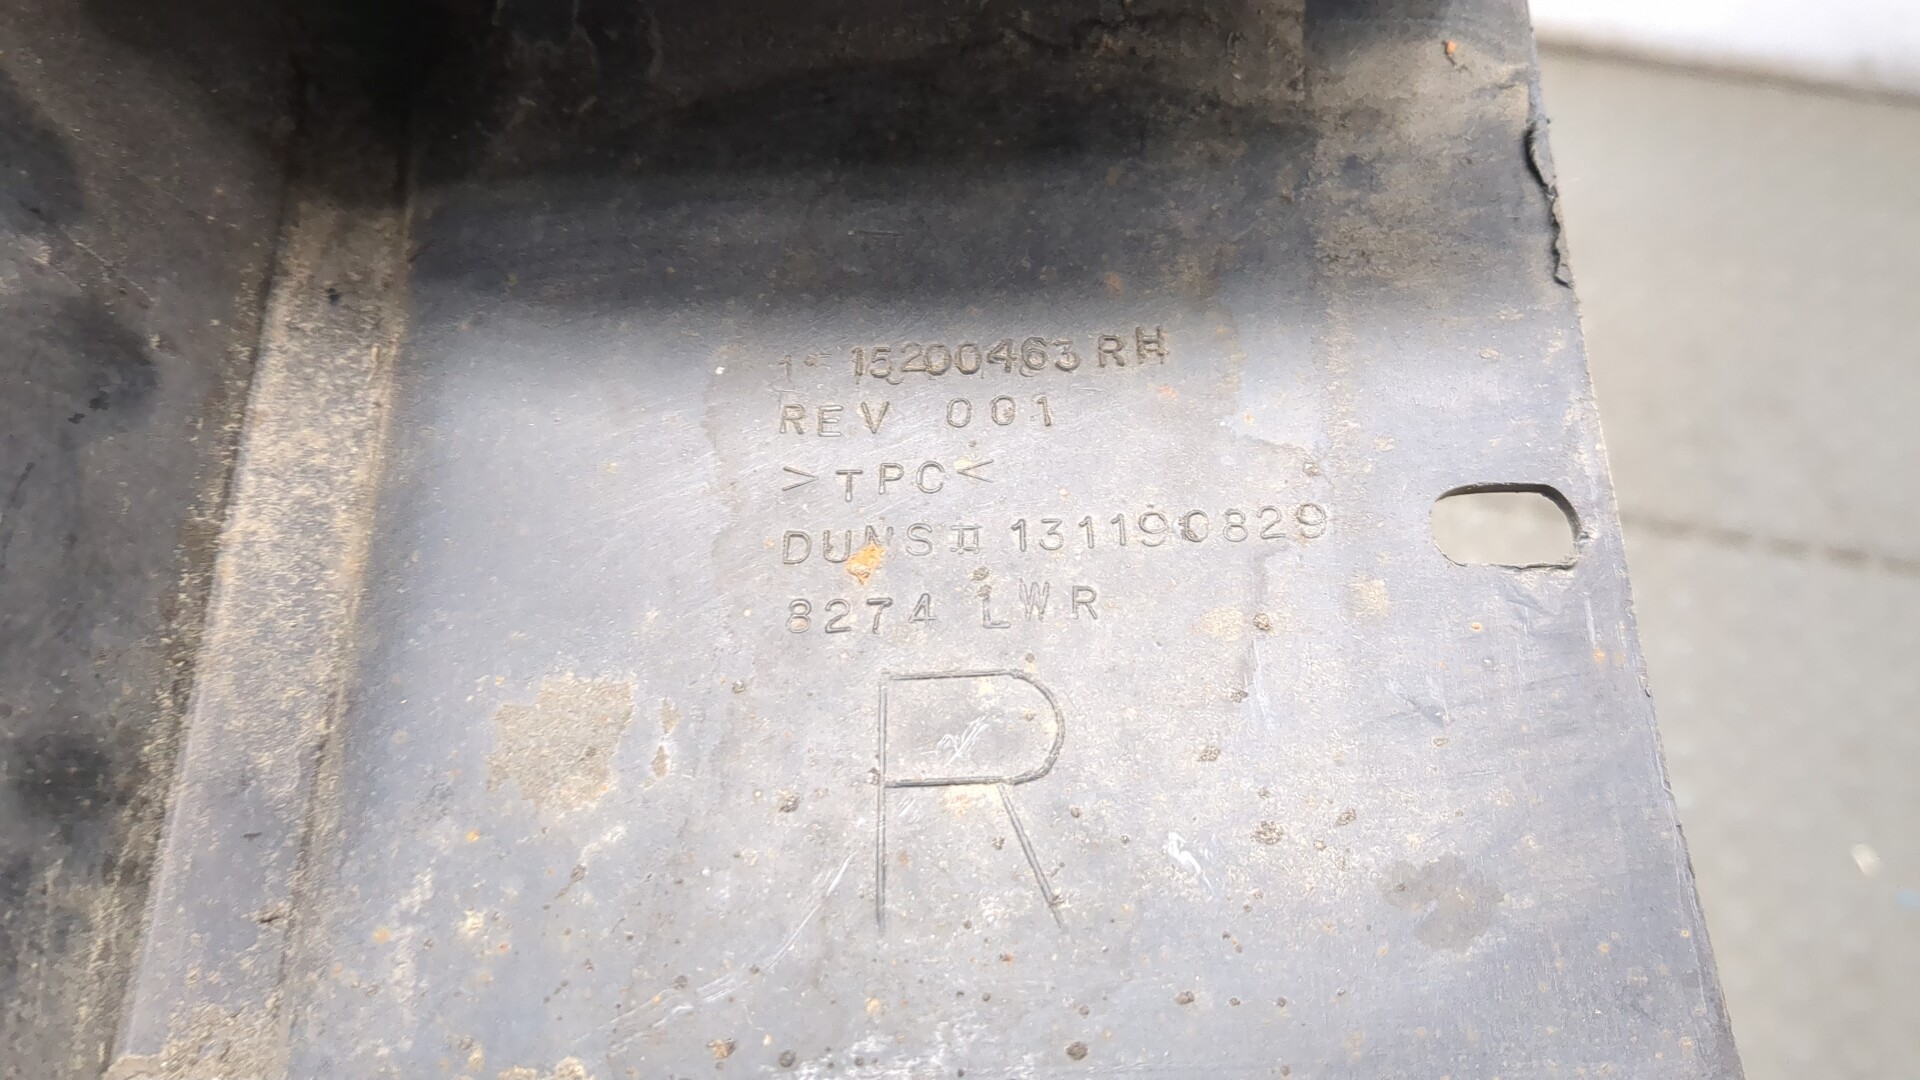 15200463 RH
REV 001
>TPC<
DUNS# 131190829
8274 LWR
R